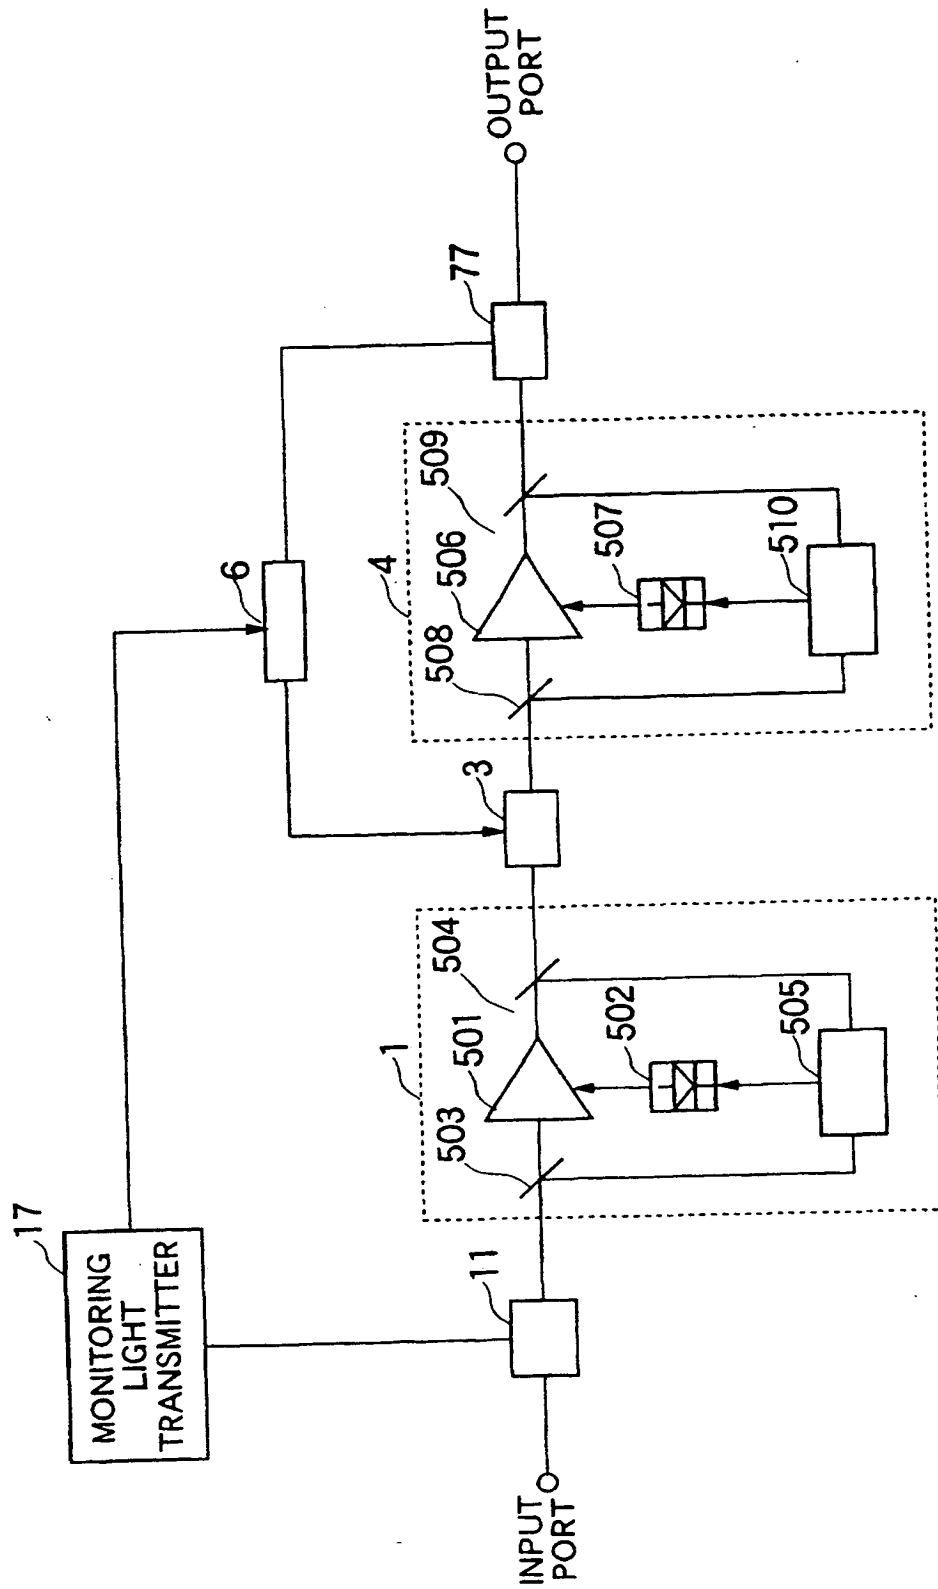 17
MONITORING
LIGHT
TRANSMITTER
6
77
11
1
501
503
504
502
505
3
4
506
508
509
507
510
INPUT
PORT
OUTPUT
PORT